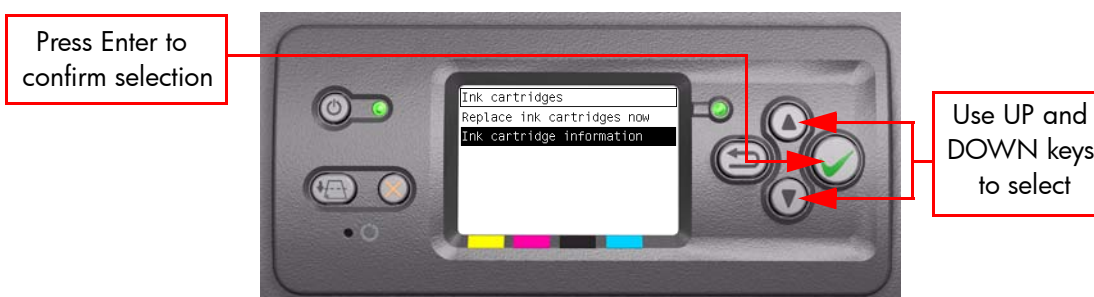 Press Enter to
confirm selection
Ink cartridges
Replace ink cartridges now
Ink cartridge information
Use UP and
DOWN keys
to select